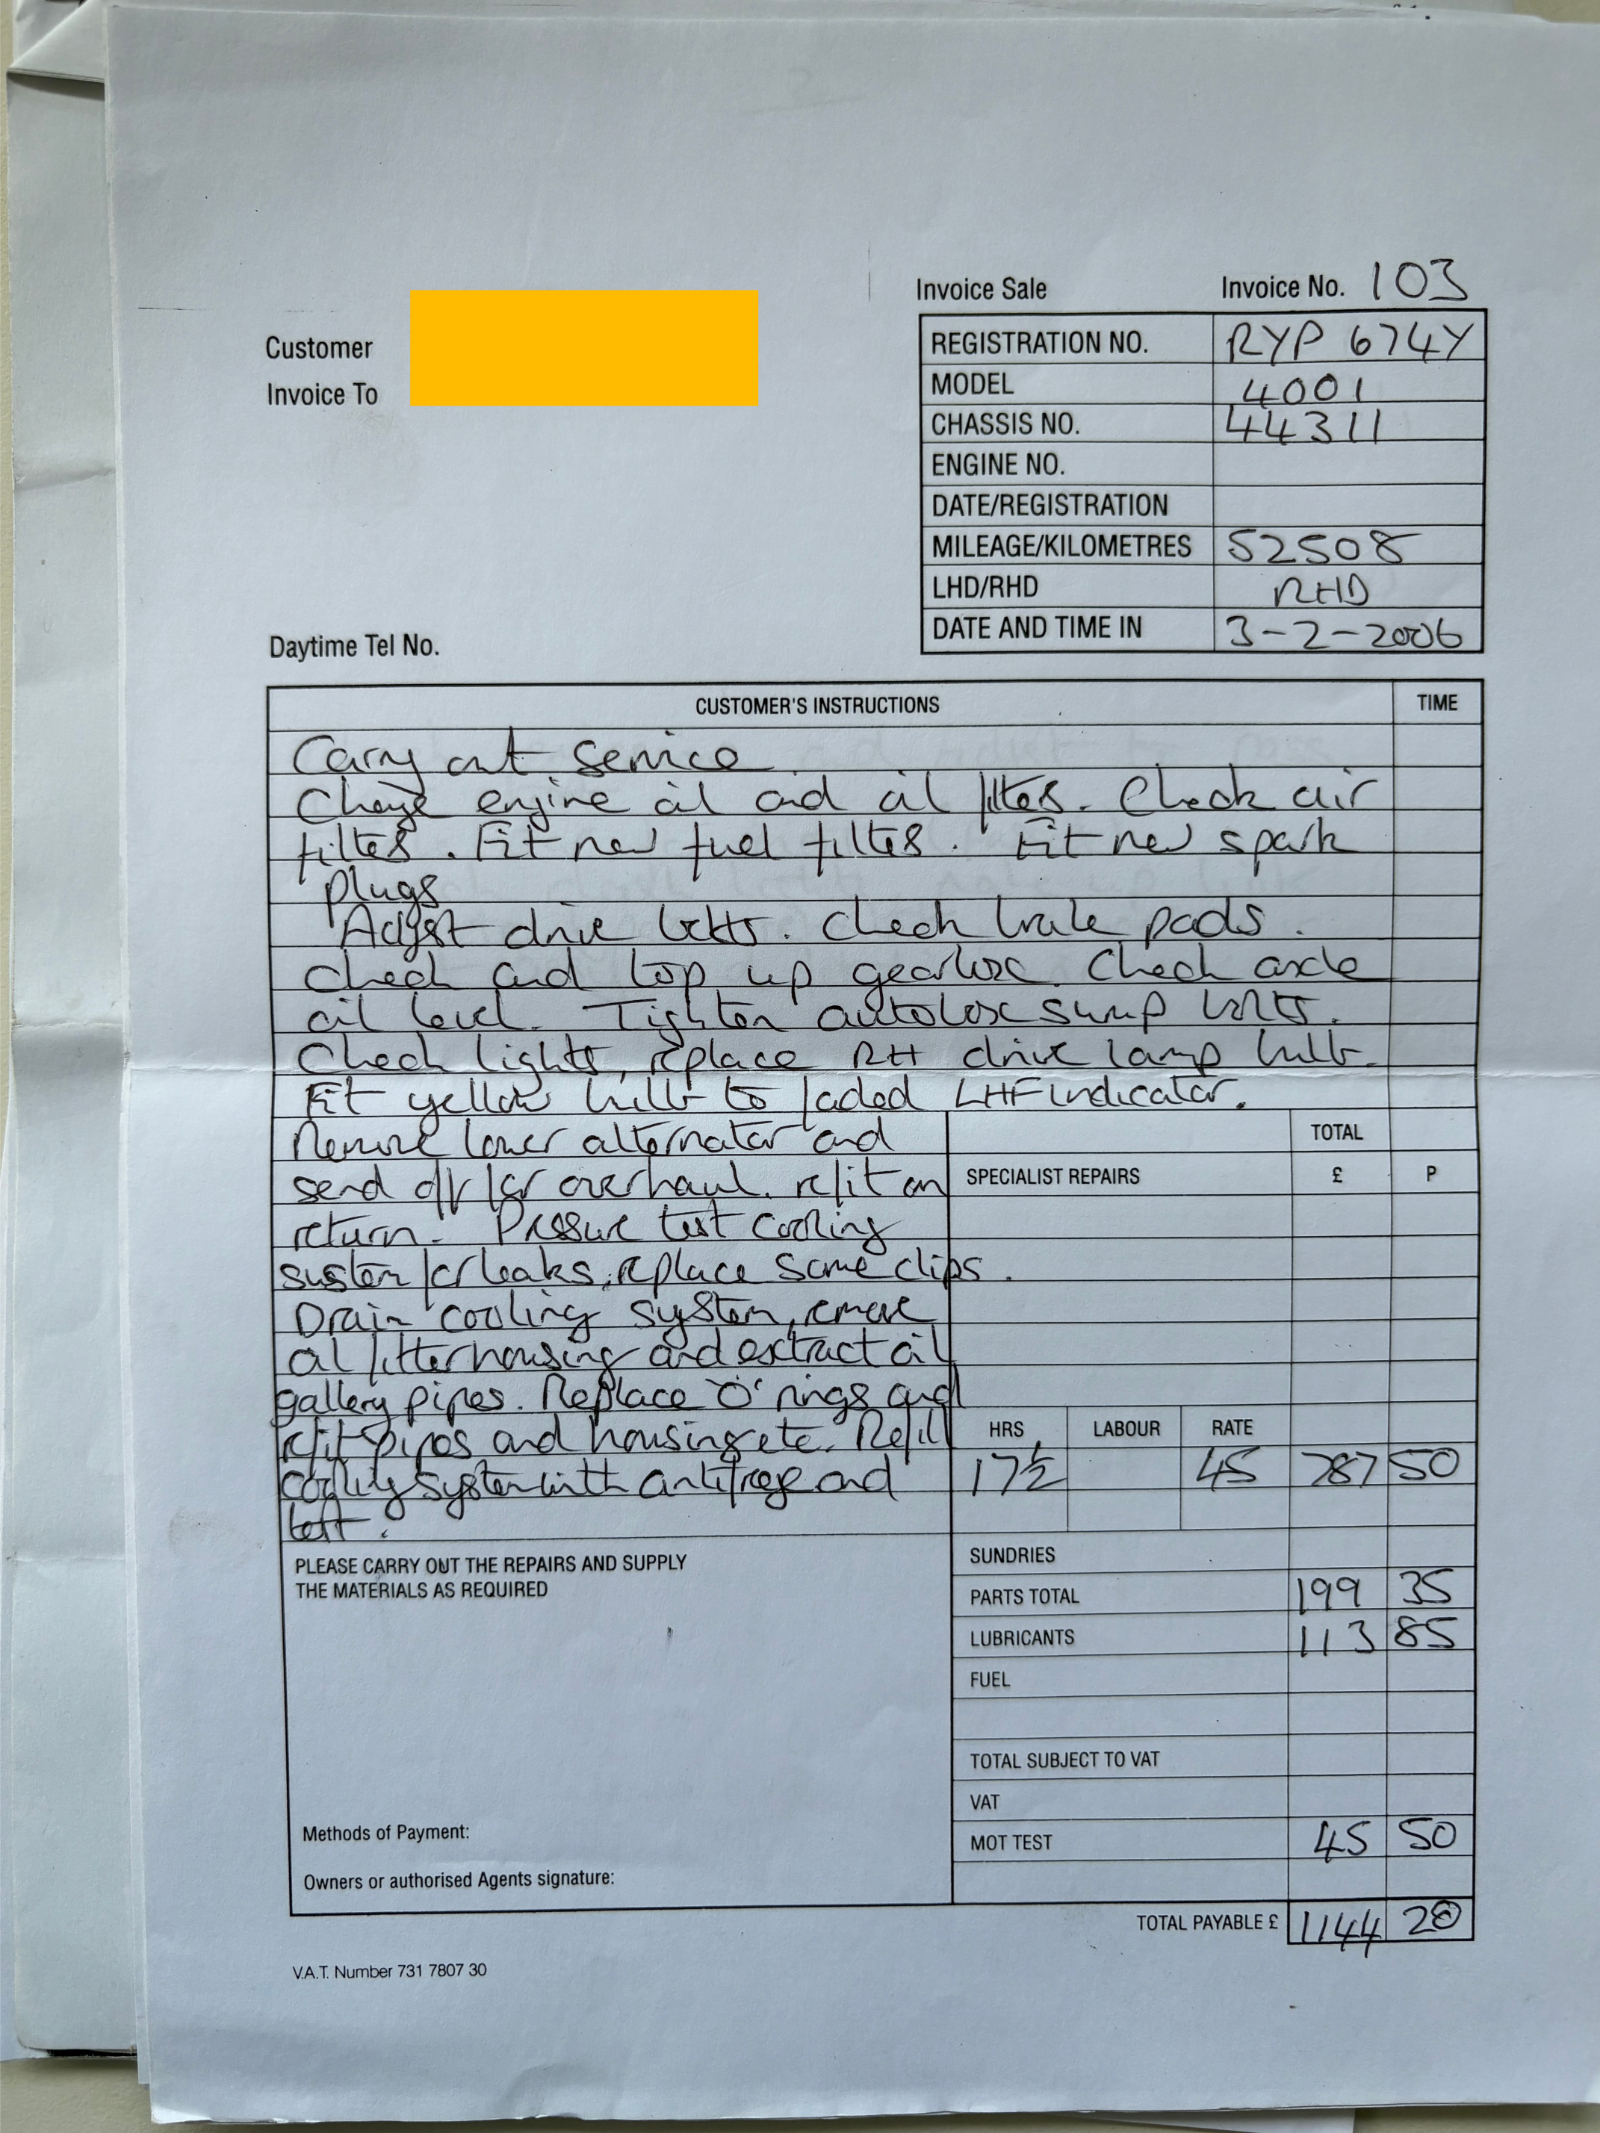 Invoice Sale Invoice No. 103
Customer
Invoice To
REGISTRATION NO. RYP 674Y
MODEL 4001
CHASSIS NO. 44311
ENGINE NO.
DATE/REGISTRATION
MILEAGE/KILOMETRES 52508
LHD/RHD RHD
DATE AND TIME IN 3-2-2006
Daytime Tel No.
CUSTOMER'S INSTRUCTIONS TIME
Carry out service
Change engine oil and oil filter. Check air
filter. Fit new fuel filter. Fit new spark
plugs
Adjust drive belts. Check brake pads.
Check and top up gearbox. Check axle
oil level. Tighten autobox sump bolts.
Check lights, replace RH drive lamp bulb.
Fit yellow bulb to faded LHF indicator.
Remove lower alternator and
send off for overhaul. refit on
return. Pressure test cooling
system for leaks, replace some clips.
Drain cooling system, remove
oil filter housing and extract oil
gallery pipes. Replace 'O' rings and
refit pipes and housing etc. Refill
cooling system with antifreeze and
test.
TOTAL
SPECIALIST REPAIRS £ P
HRS LABOUR RATE
17½ 45 787 50
PLEASE CARRY OUT THE REPAIRS AND SUPPLY
THE MATERIALS AS REQUIRED
SUNDRIES
PARTS TOTAL 199 35
LUBRICANTS 113 85
FUEL
TOTAL SUBJECT TO VAT
VAT
MOT TEST 45 50
Methods of Payment:
Owners or authorised Agents signature:
TOTAL PAYABLE £ 1144 20
V.A.T. Number 731 7807 30